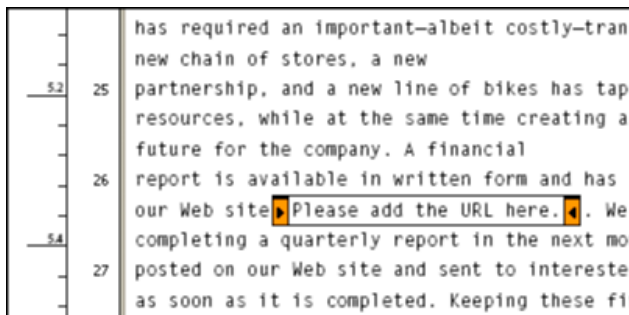 has required an important—albeit costly—tran
new chain of stores, a new
52 25 partnership, and a new line of bikes has tap
resources, while at the same time creating a
future for the company. A financial
26 report is available in written form and has
our Web site Please add the URL here. . We
54 completing a quarterly report in the next mo
27 posted on our Web site and sent to intereste
as soon as it is completed. Keeping these fi